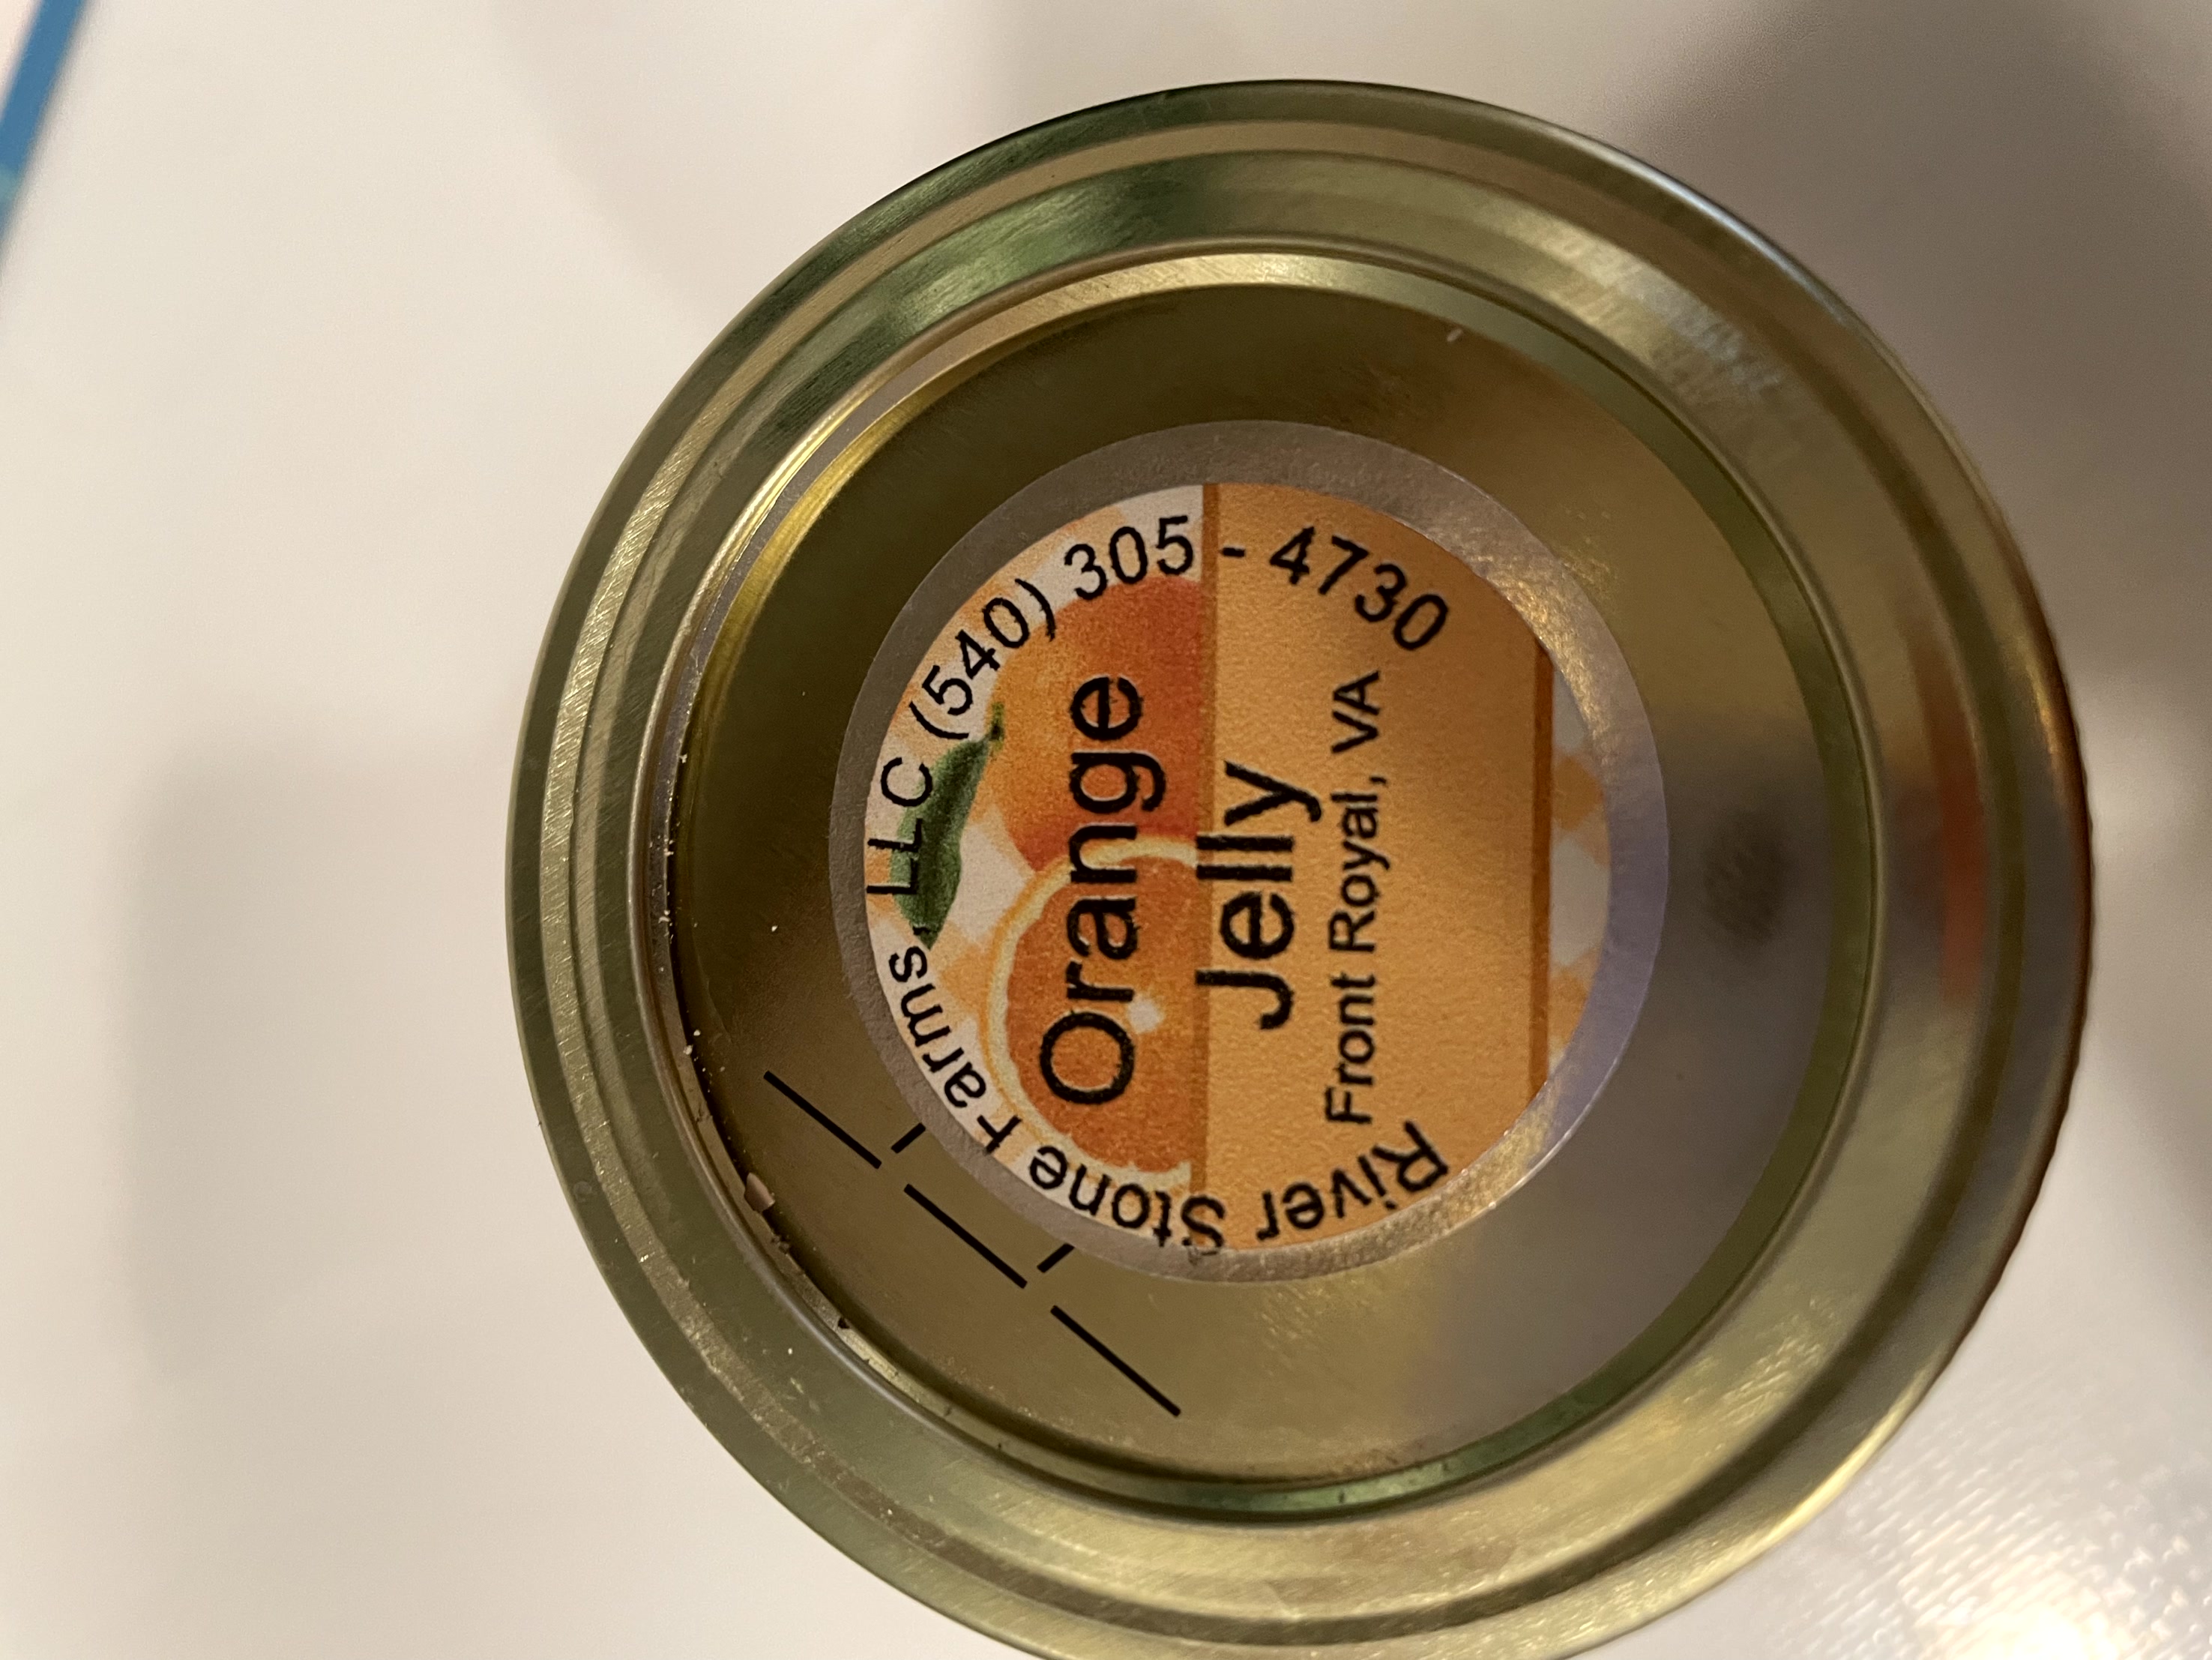 River Stone Farms LLC (540) 305 - 4730
Orange
Jelly
Front Royal, VA